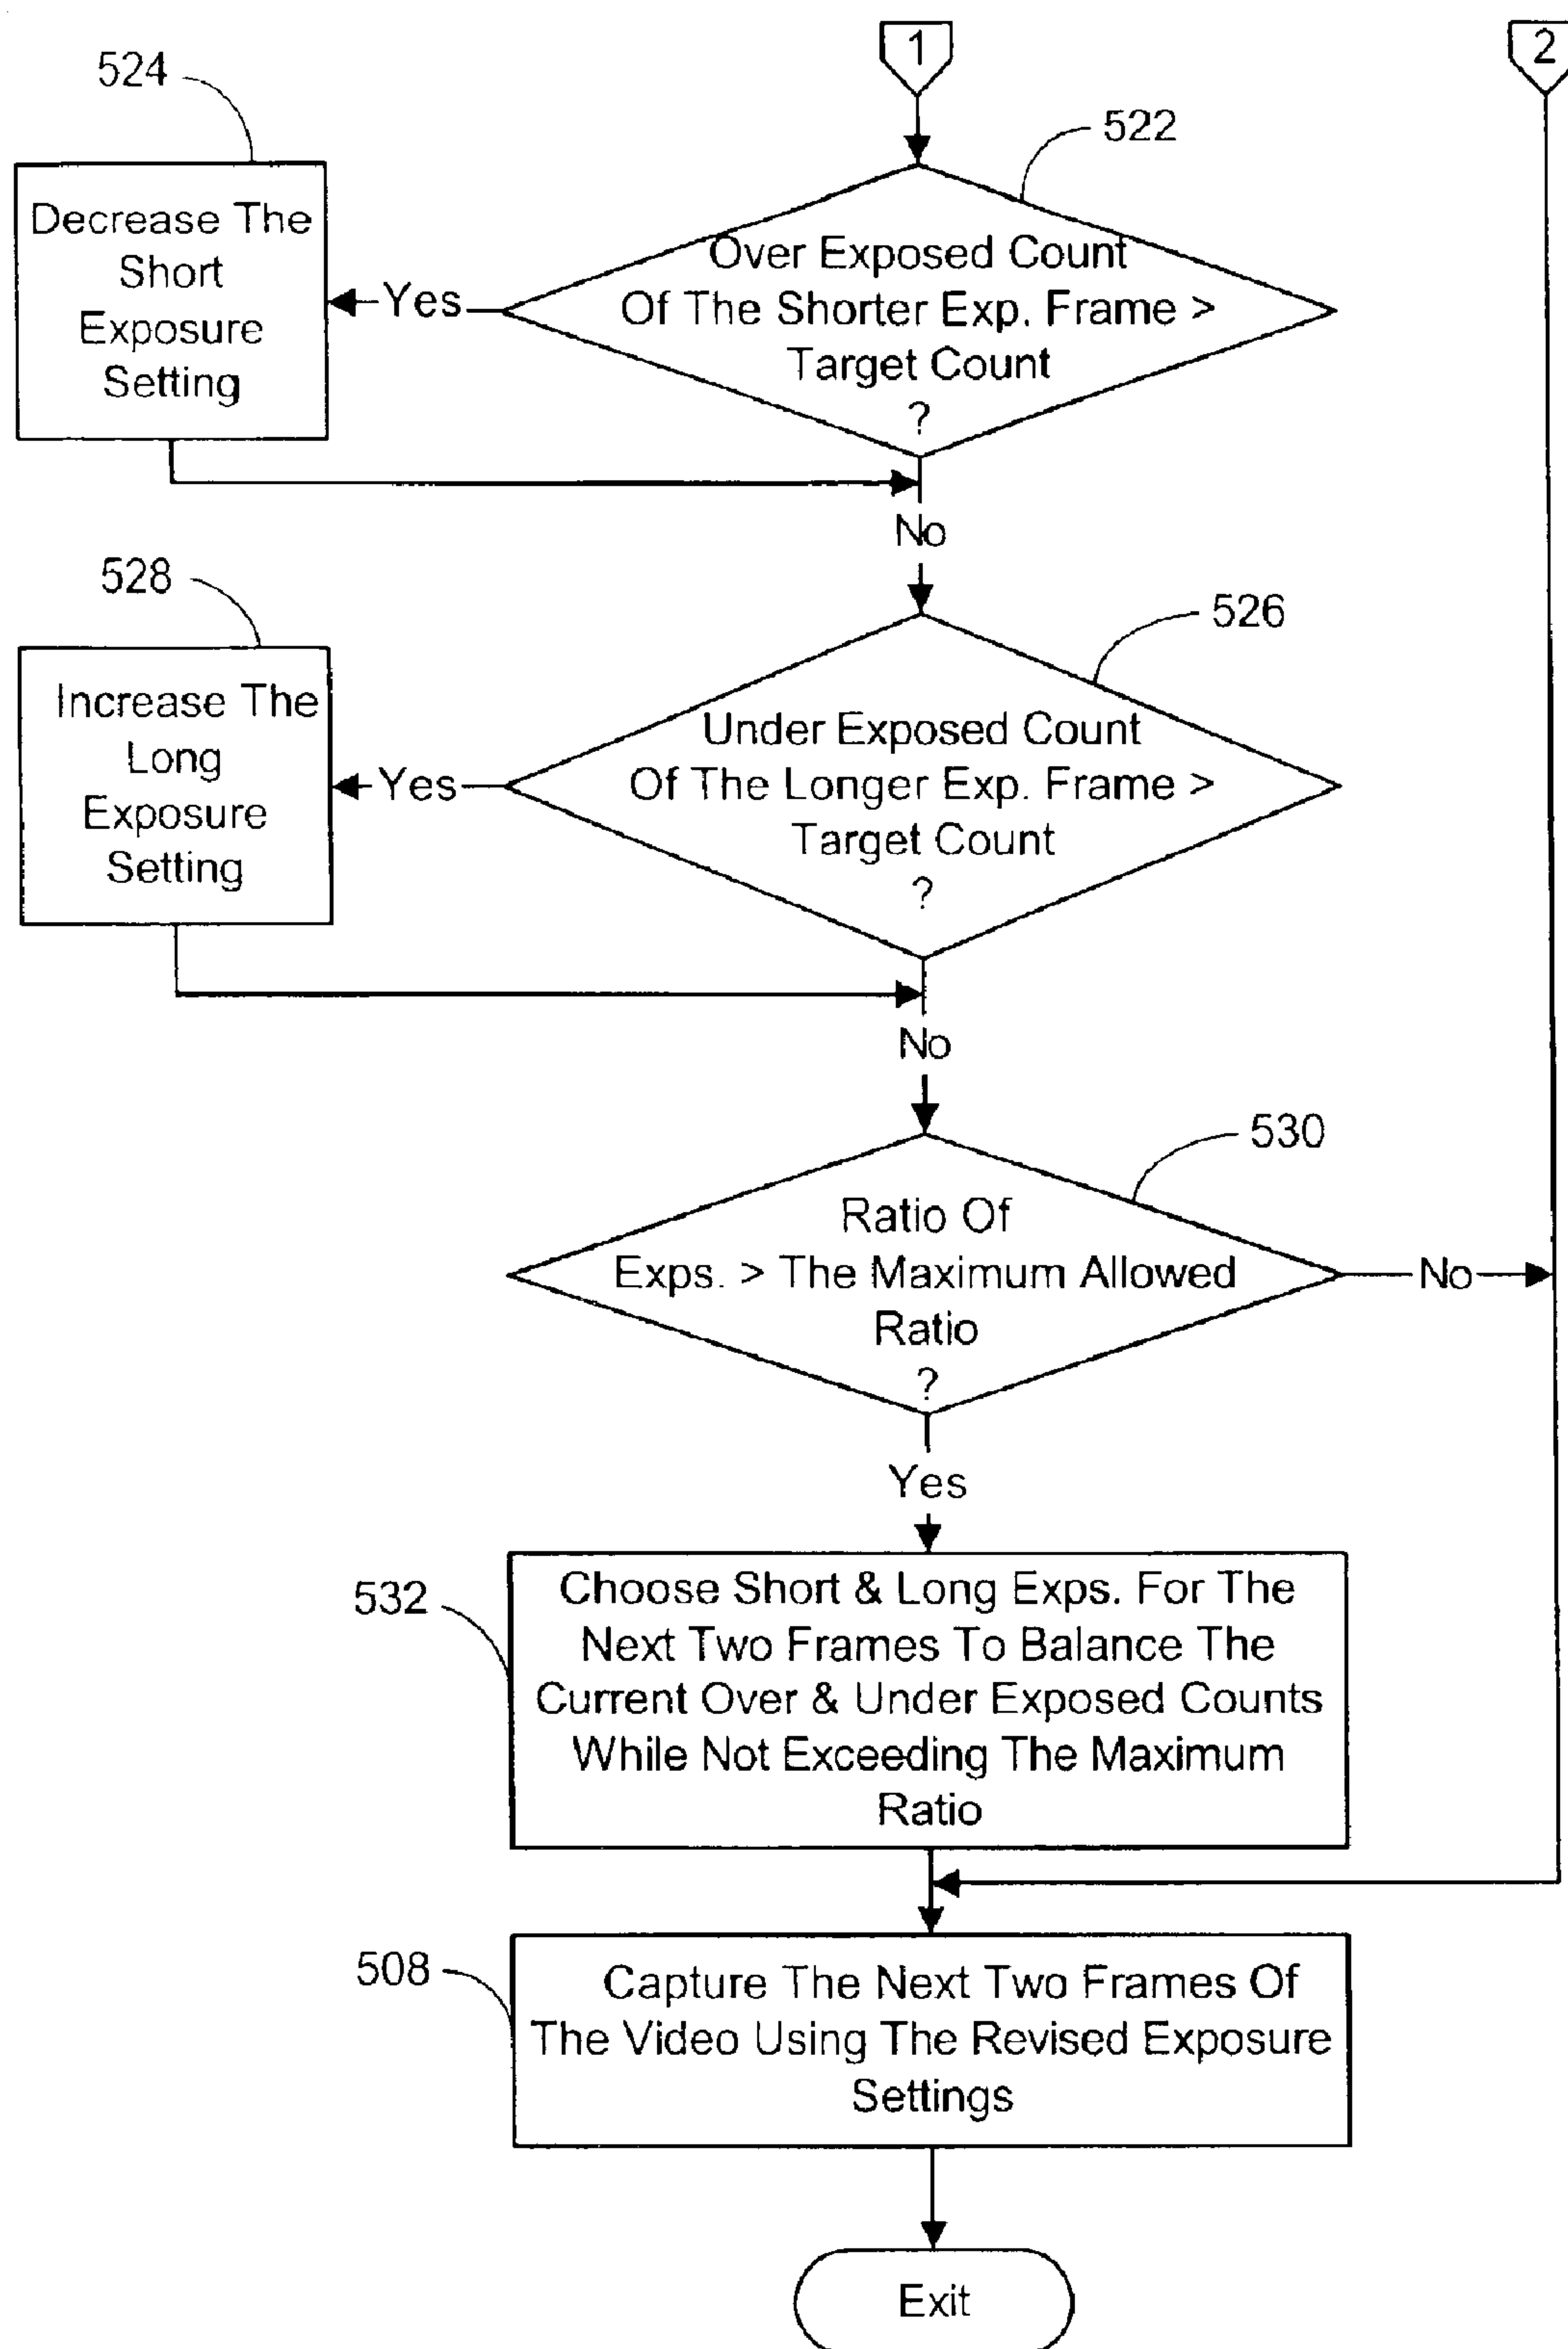 1
2
524
522
Decrease The
Short
Exposure
Setting
Yes
Over Exposed Count
Of The Shorter Exp. Frame >
Target Count
?
No
528
526
Increase The
Long
Exposure
Setting
Yes
Under Exposed Count
Of The Longer Exp. Frame >
Target Count
?
No
530
Ratio Of
Exps. > The Maximum Allowed
Ratio
?
No
Yes
532
Choose Short & Long Exps. For The
Next Two Frames To Balance The
Current Over & Under Exposed Counts
While Not Exceeding The Maximum
Ratio
508
Capture The Next Two Frames Of
The Video Using The Revised Exposure
Settings
Exit